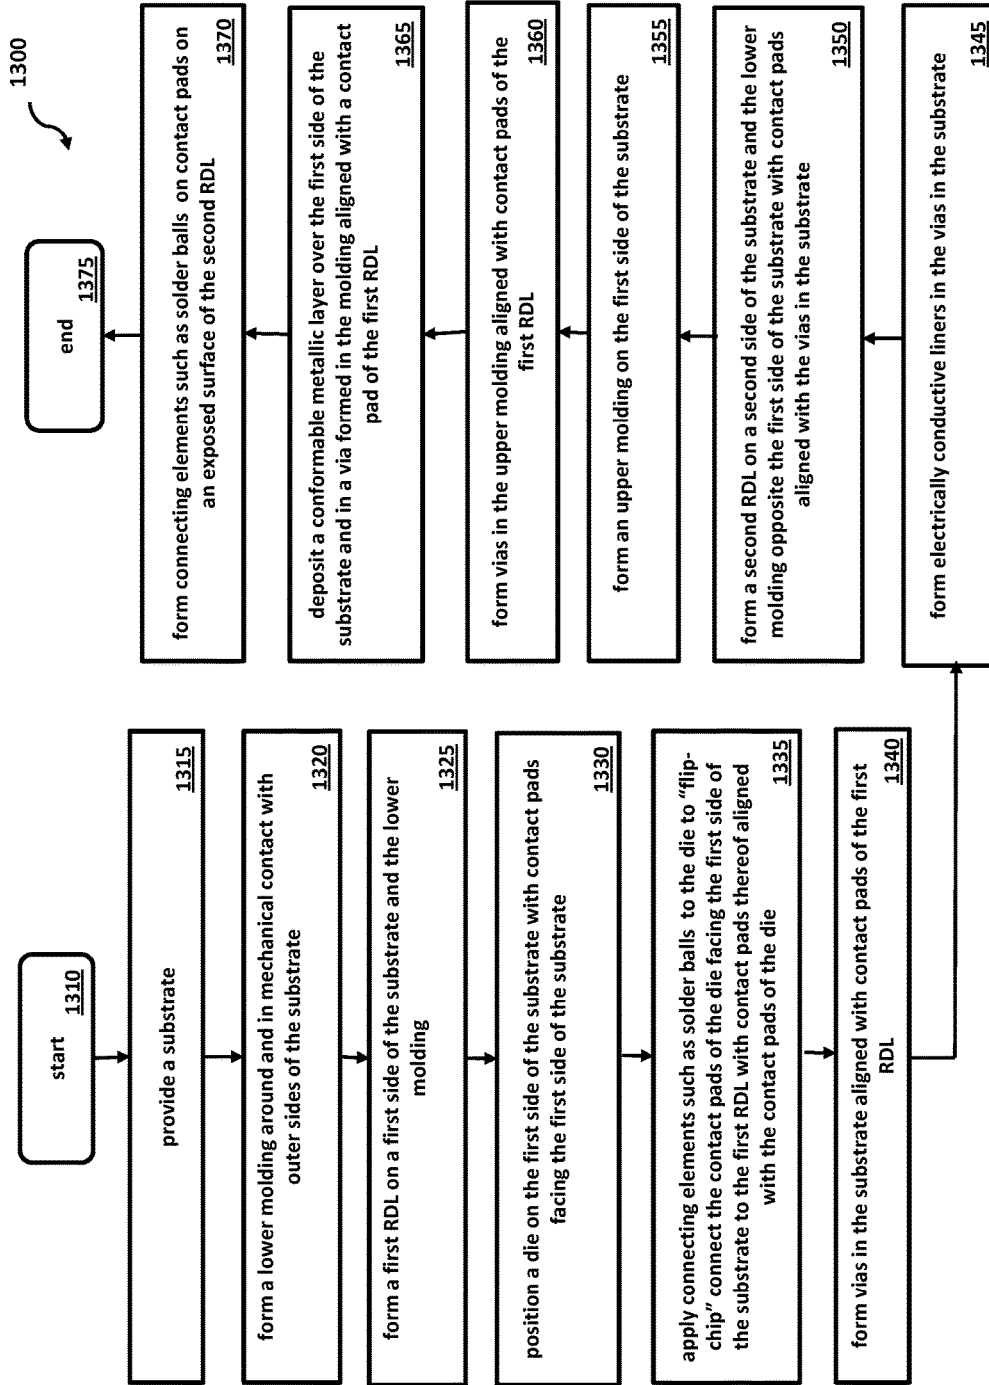 1300
start
1310
provide a substrate
1315
form a lower molding around and in mechanical contact with
outer sides of the substrate
1320
form a first RDL on a first side of the substrate and the lower
molding
1325
position a die on the first side of the substrate with contact pads
facing the first side of the substrate
1330
apply connecting elements such as solder balls to the die to “flip-
chip” connect the contact pads of the die facing the first side of
the substrate to the first RDL with contact pads thereof aligned
with the contact pads of the die
1335
form vias in the substrate aligned with contact pads of the first
RDL
1340
form electrically conductive liners in the vias in the substrate
1345
form a second RDL on a second side of the substrate and the lower
molding opposite the first side of the substrate with contact pads
aligned with the vias in the substrate
1350
form an upper molding on the first side of the substrate
1355
form vias in the upper molding aligned with contact pads of the
first RDL
1360
deposit a conformable metallic layer over the first side of the
substrate and in a via formed in the molding aligned with a contact
pad of the first RDL
1365
form connecting elements such as solder balls on contact pads on
an exposed surface of the second RDL
1370
end
1375